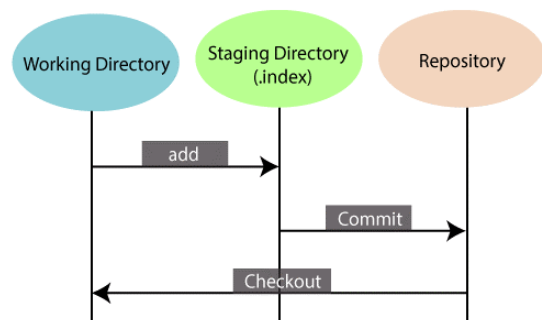 Working Directory
Staging Directory
(.index)
Repository
add
Commit
Checkout